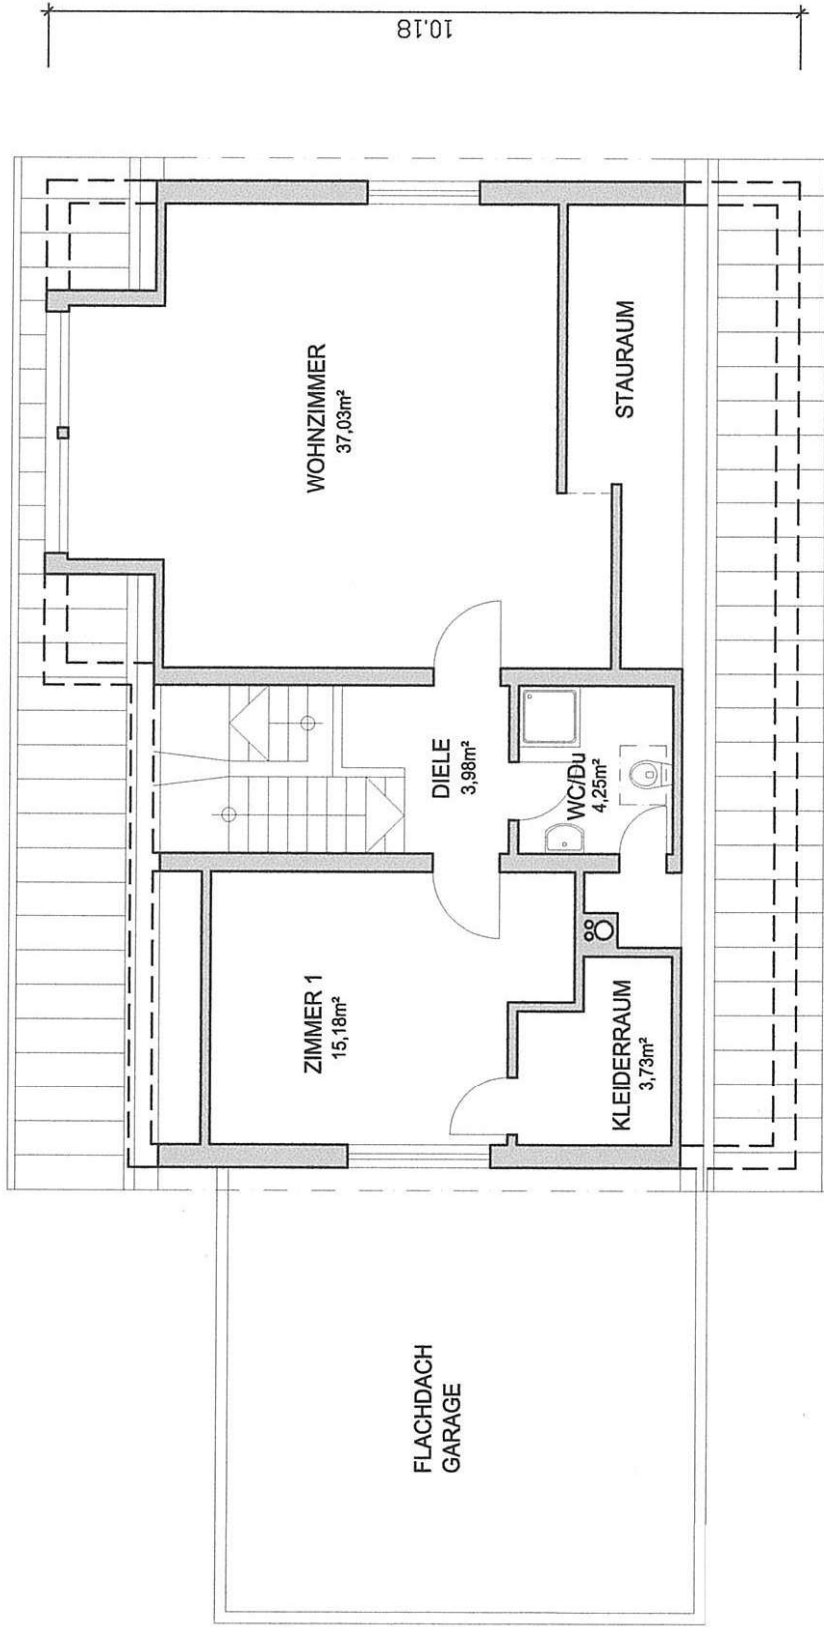 10.18
WOHNZIMMER
37,03m²
STAURAUM
DIELE
3,98m²
WC/Du
4,25m²
ZIMMER 1
15,18m²
KLEIDERRAUM
3,73m²
FLACHDACH
GARAGE